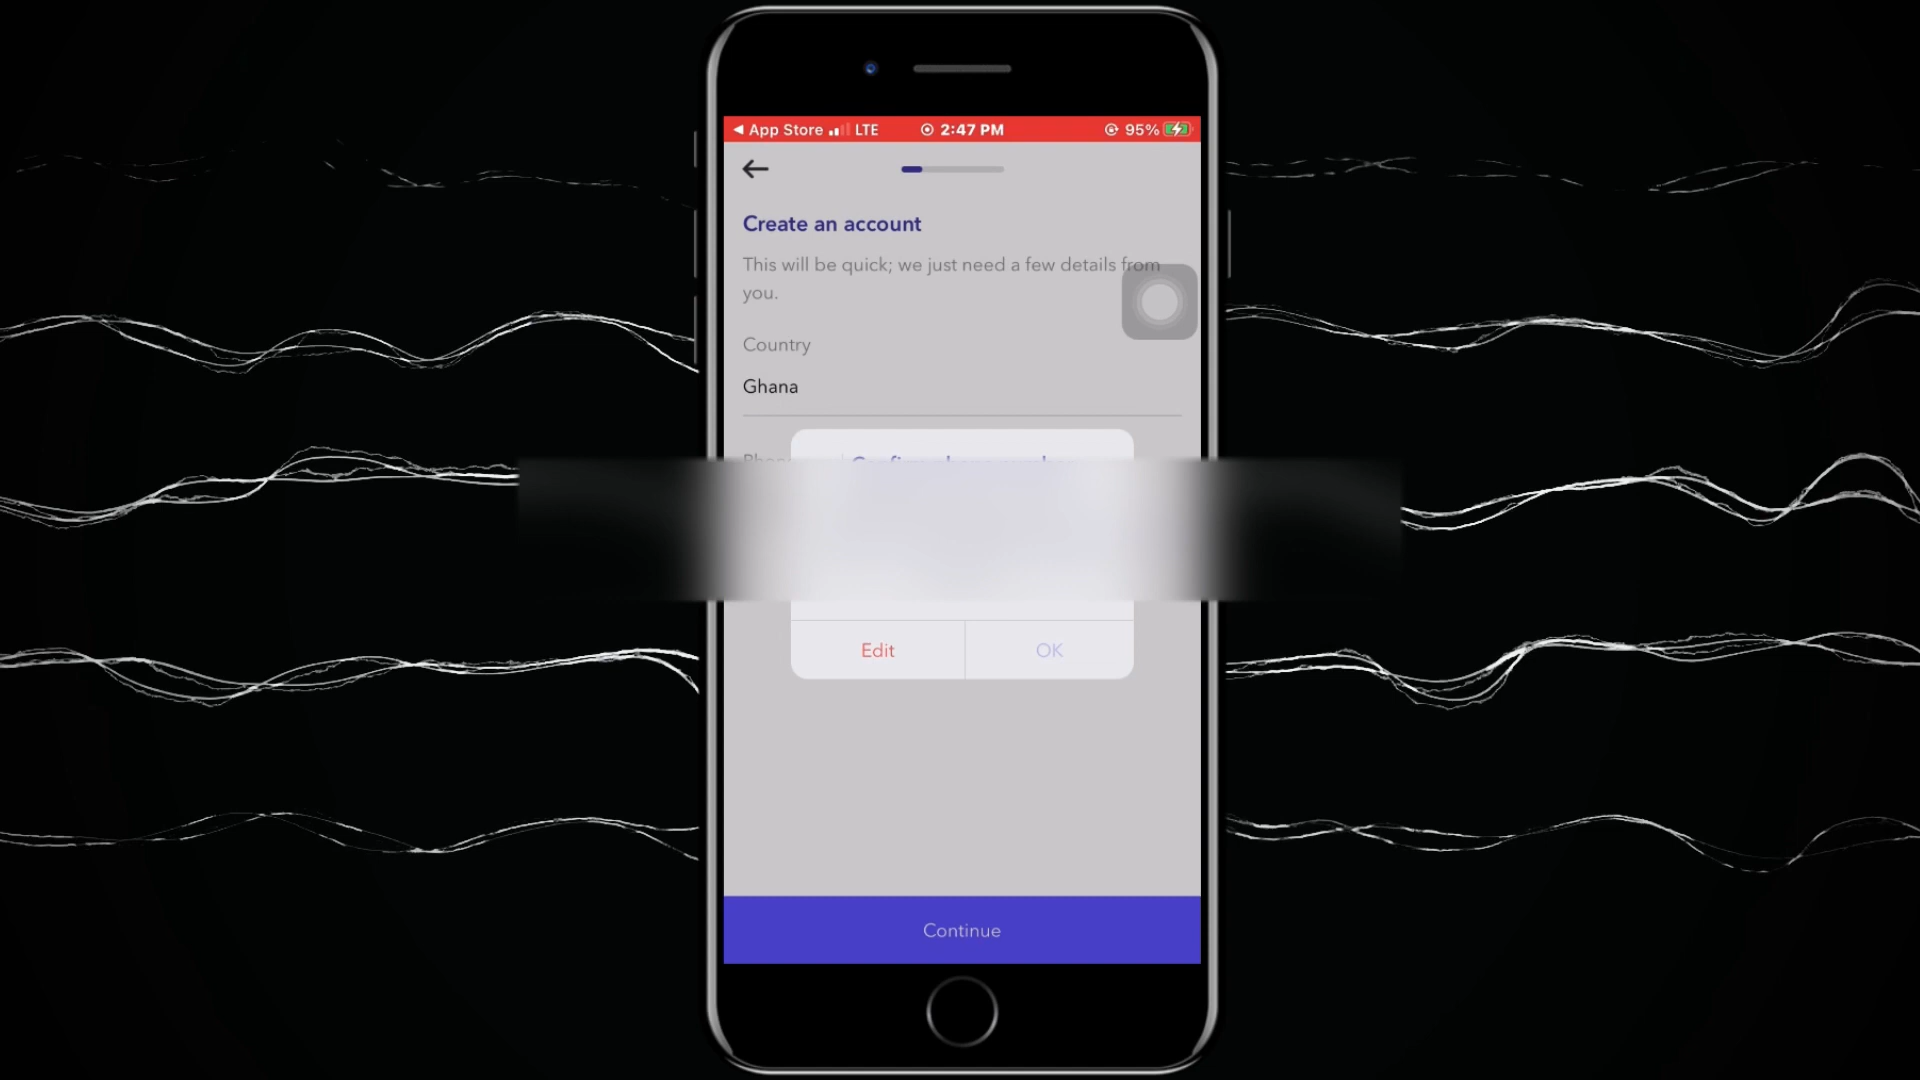 ◀ App Store LTE 2:47 PM 95%
Create an account
This will be quick; we just need a few details from
you.
Country
Ghana
Edit OK
Continue